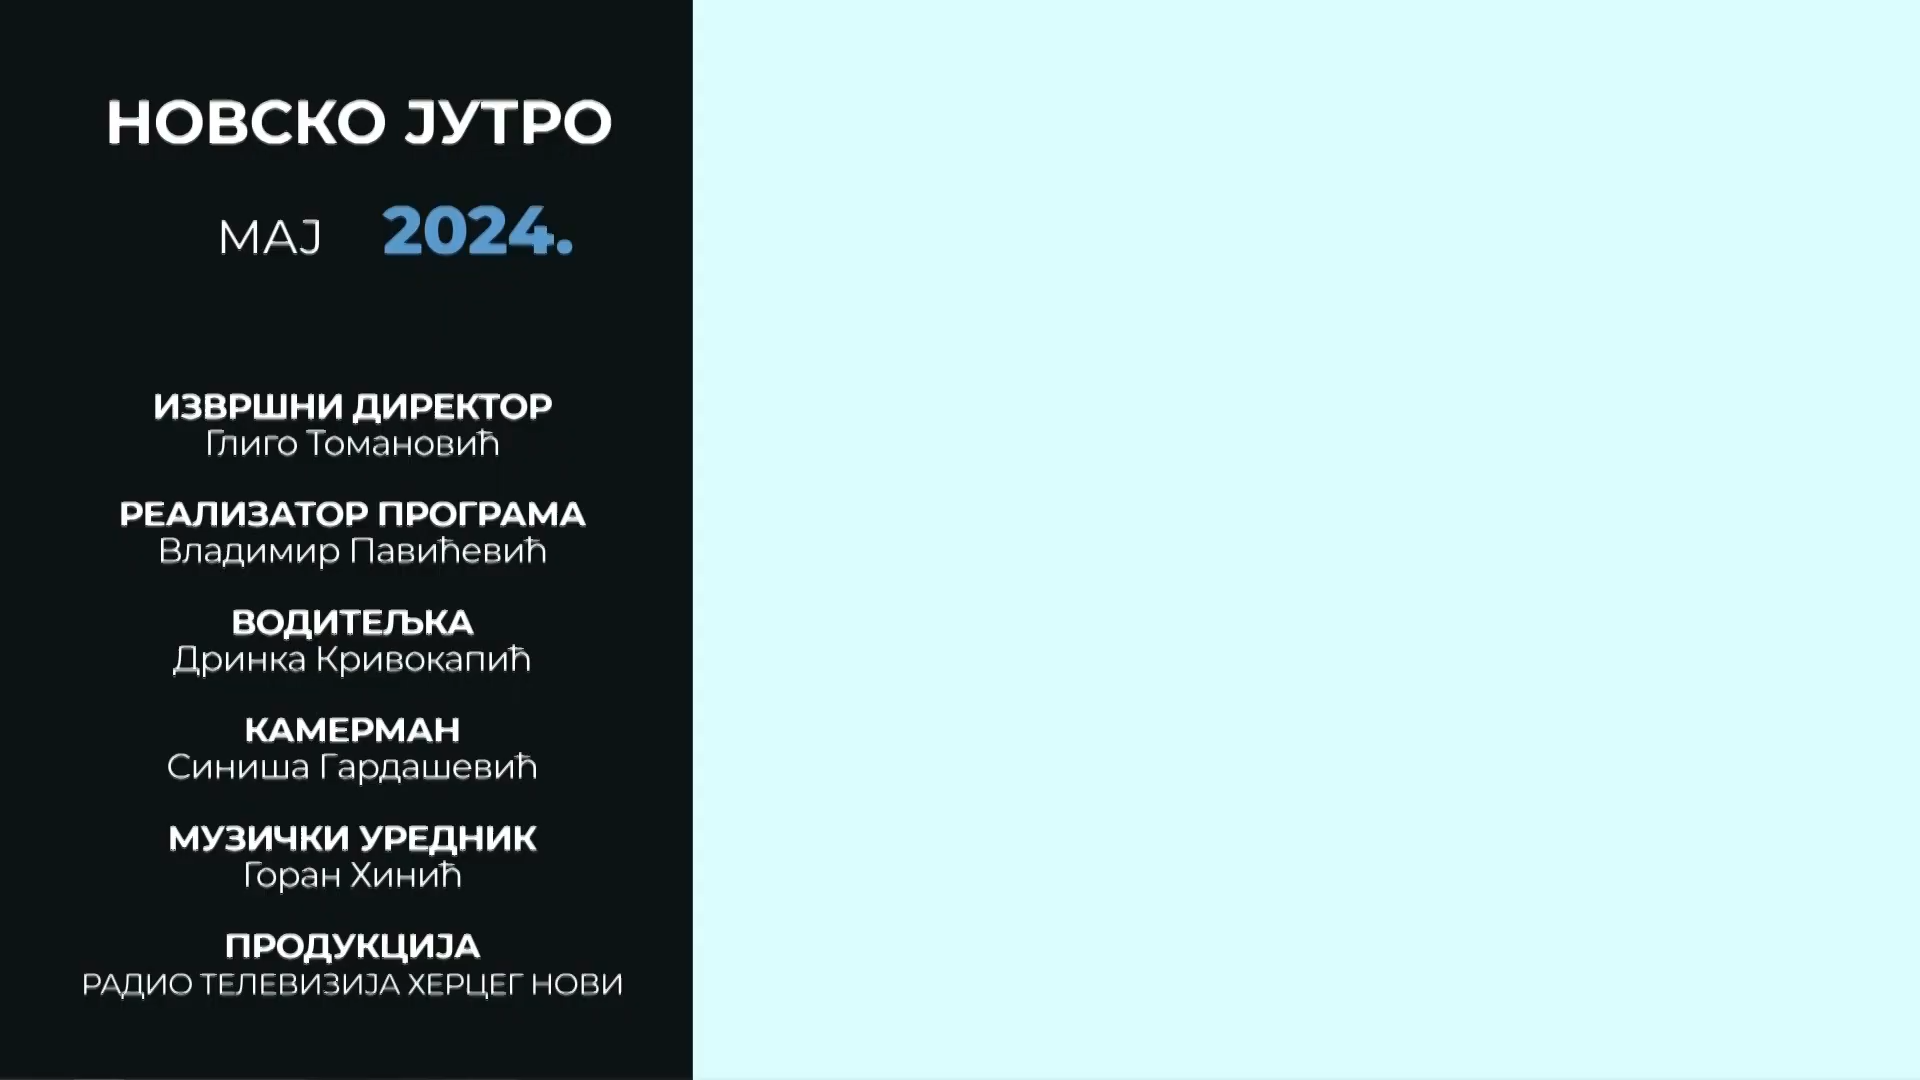 НОВСКО ЈУТРО
МАЈ 2024.
ИЗВРШНИ ДИРЕКТОР
Глиго Томановић
РЕАЛИЗАТОР ПРОГРАМА
Владимир Павићевић
ВОДИТЕЉКА
Дринка Кривокапић
КАМЕРМАН
Синиша Гардашевић
МУЗИЧКИ УРЕДНИК
Горан Хинић
ПРОДУКЦИЈА
РАДИО ТЕЛЕВИЗИЈА ХЕРЦЕГ НОВИ